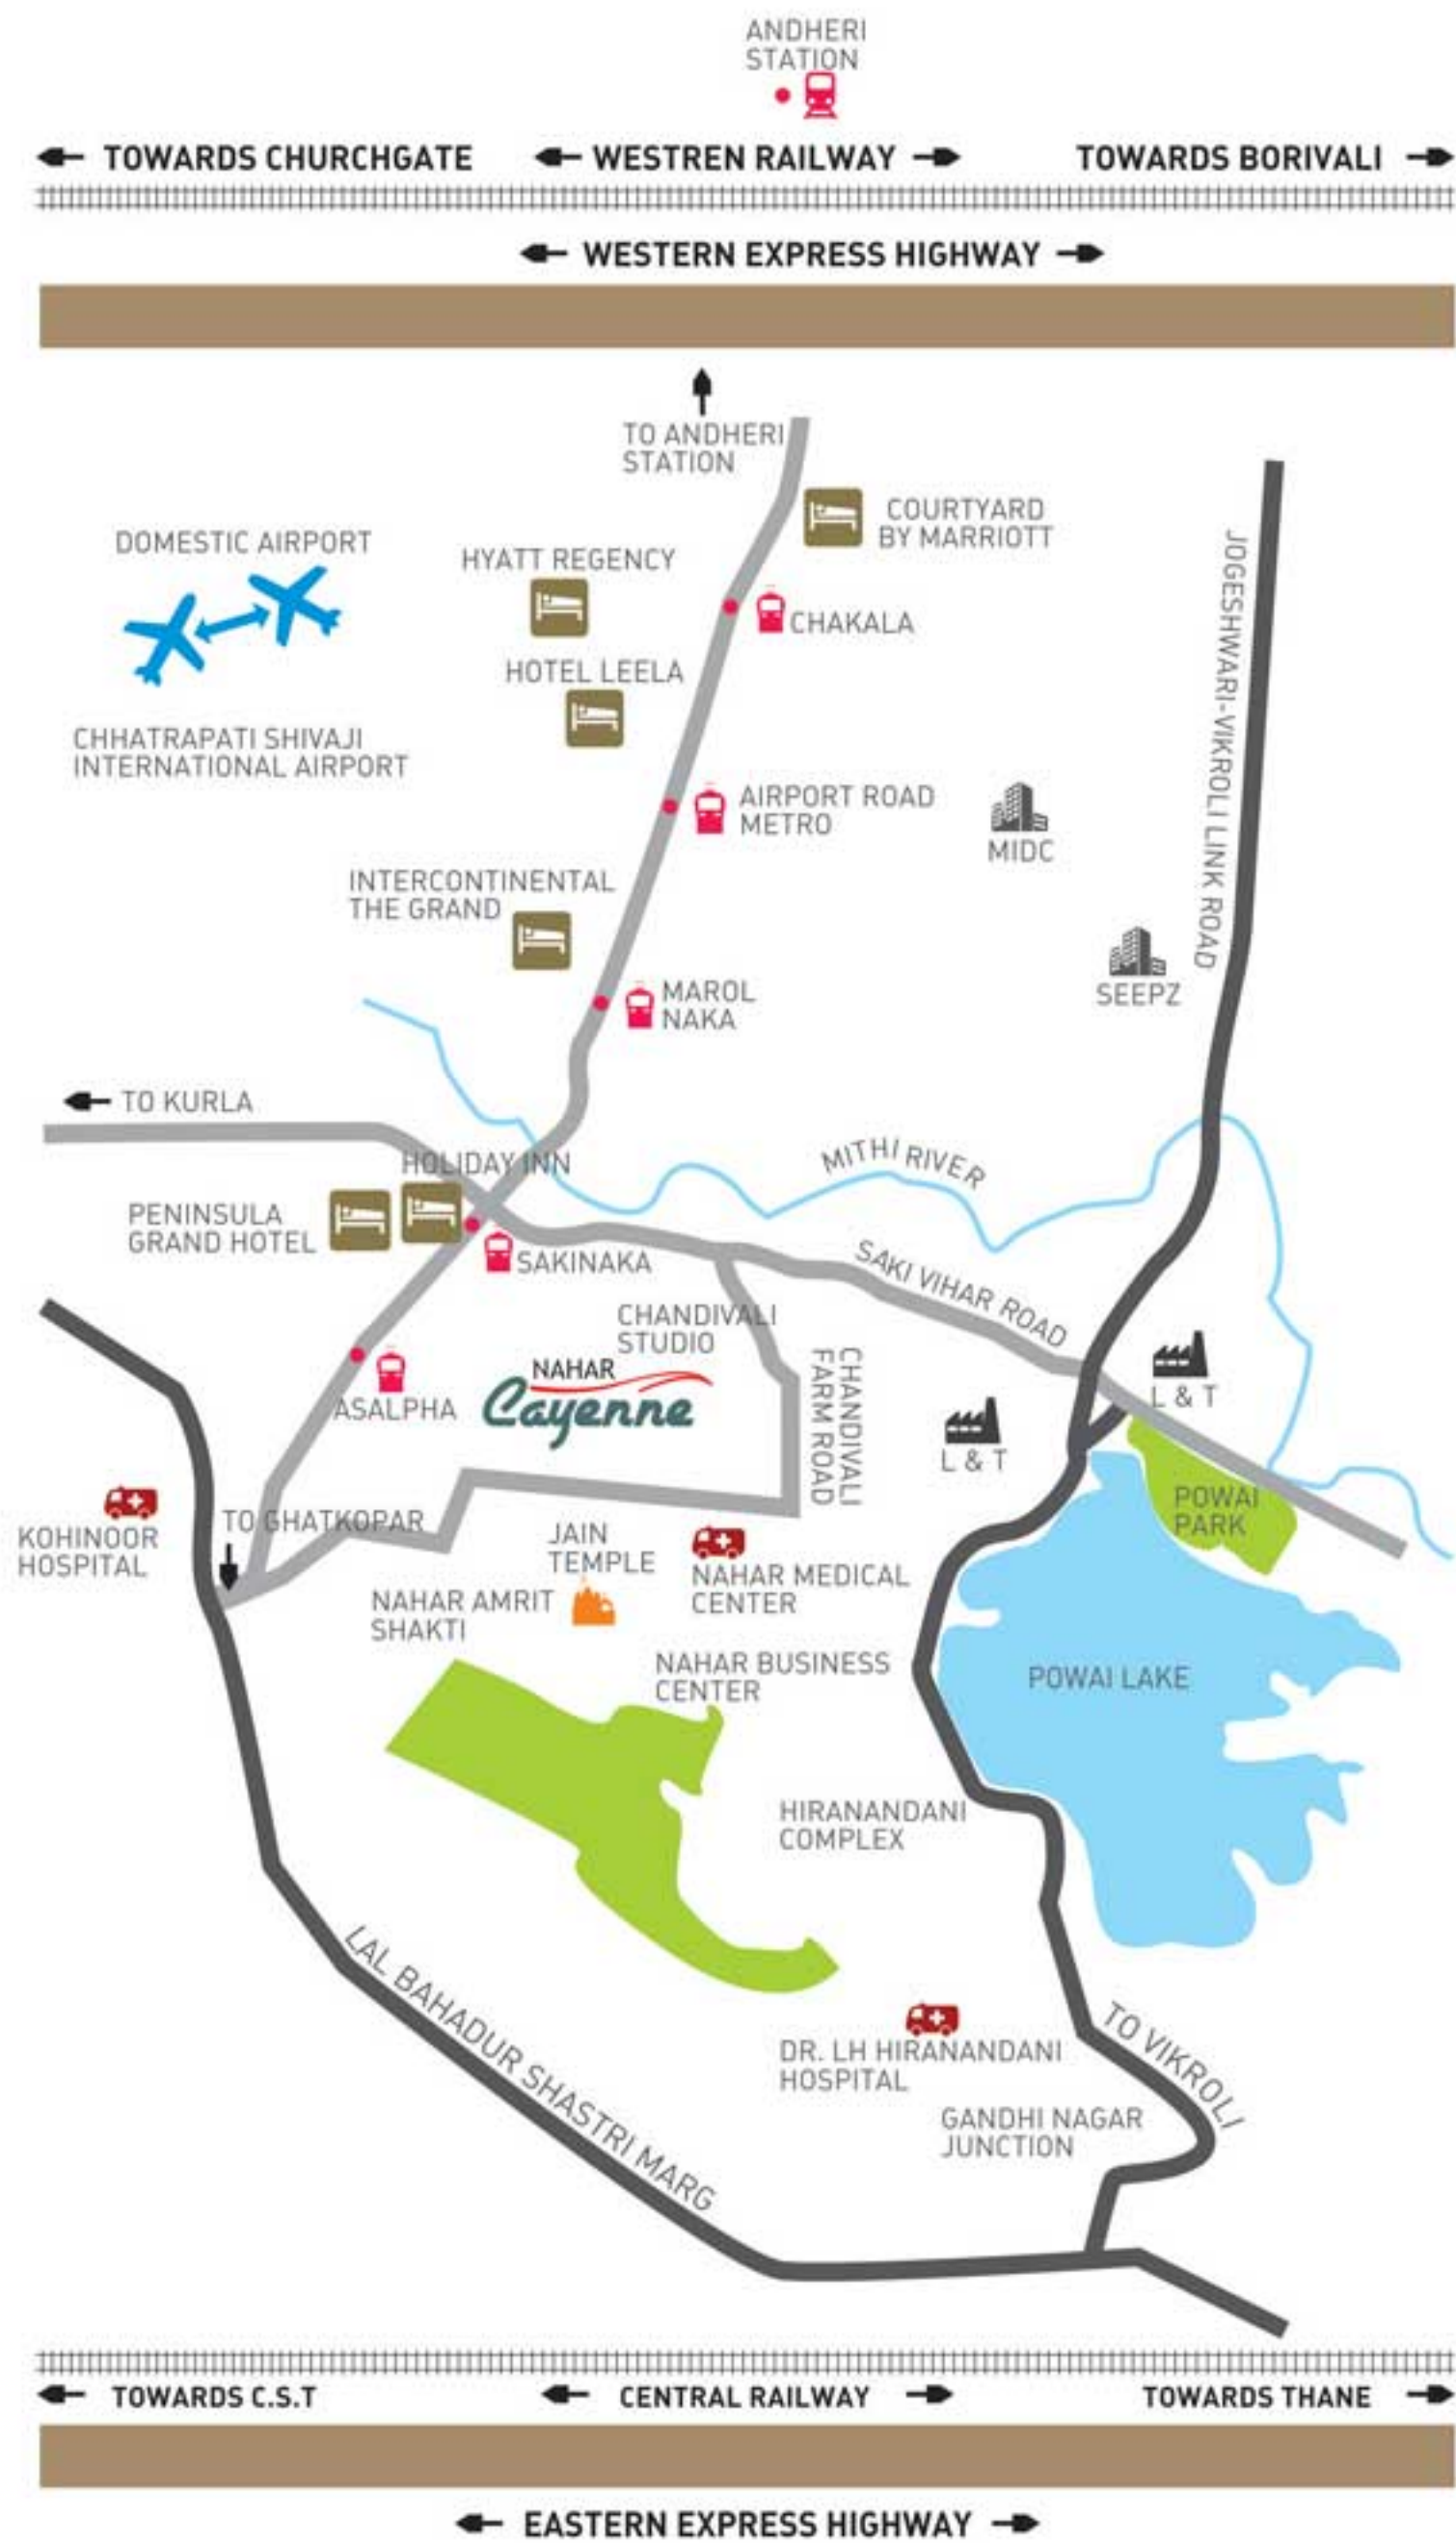 ANDHERI
STATION
TOWARDS CHURCHGATE
WESTREN RAILWAY
TOWARDS BORIVALI
WESTERN EXPRESS HIGHWAY
TO ANDHERI
STATION
COURTYARD
BY MARRIOTT
DOMESTIC AIRPORT
HYATT REGENCY
CHAKALA
HOTEL LEELA
JOGESHWARI-VIKROLI LINK ROAD
CHHATRAPATI SHIVAJI
INTERNATIONAL AIRPORT
AIRPORT ROAD
METRO
MIDC
INTERCONTINENTAL
THE GRAND
SEEPZ
MAROL
NAKA
TO KURLA
HOLIDAY INN
MITHI RIVER
PENINSULA
GRAND HOTEL
SAKINAKA
SAKI VIHAR ROAD
CHANDIVALI
STUDIO
NAHAR
Cayenne
CHANDIVALI
FARM ROAD
ASALPHA
L & T
L & T
POWAI
PARK
KOHINOOR
HOSPITAL
TO GHATKOPAR
JAIN
TEMPLE
NAHAR MEDICAL
CENTER
NAHAR AMRIT
SHAKTI
NAHAR BUSINESS
CENTER
POWAI LAKE
HIRANANDANI
COMPLEX
LAL BAHADUR SHASTRI MARG
DR. LH HIRANANDANI
HOSPITAL
TO VIKROLI
GANDHI NAGAR
JUNCTION
TOWARDS C.S.T
CENTRAL RAILWAY
TOWARDS THANE
EASTERN EXPRESS HIGHWAY